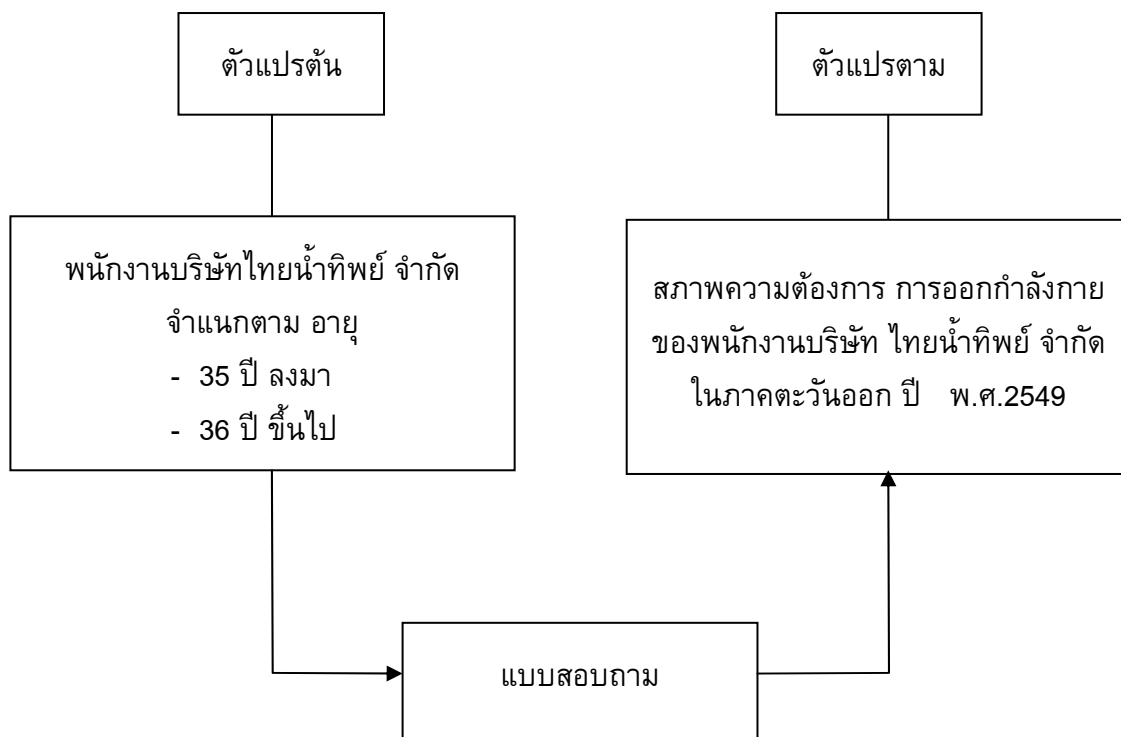 ตัวแปรต้น
ตัวแปรตาม
พนักงานบริษัทไทยน้ำทิพย์ จำกัด
จำแนกตาม อายุ
- 35 ปี ลงมา
- 36 ปี ขึ้นไป
สภาพความต้องการ การออกกำลังกาย
ของพนักงานบริษัท ไทยน้ำทิพย์ จำกัด
ในภาคตะวันออก ปี พ.ศ.2549
แบบสอบถาม